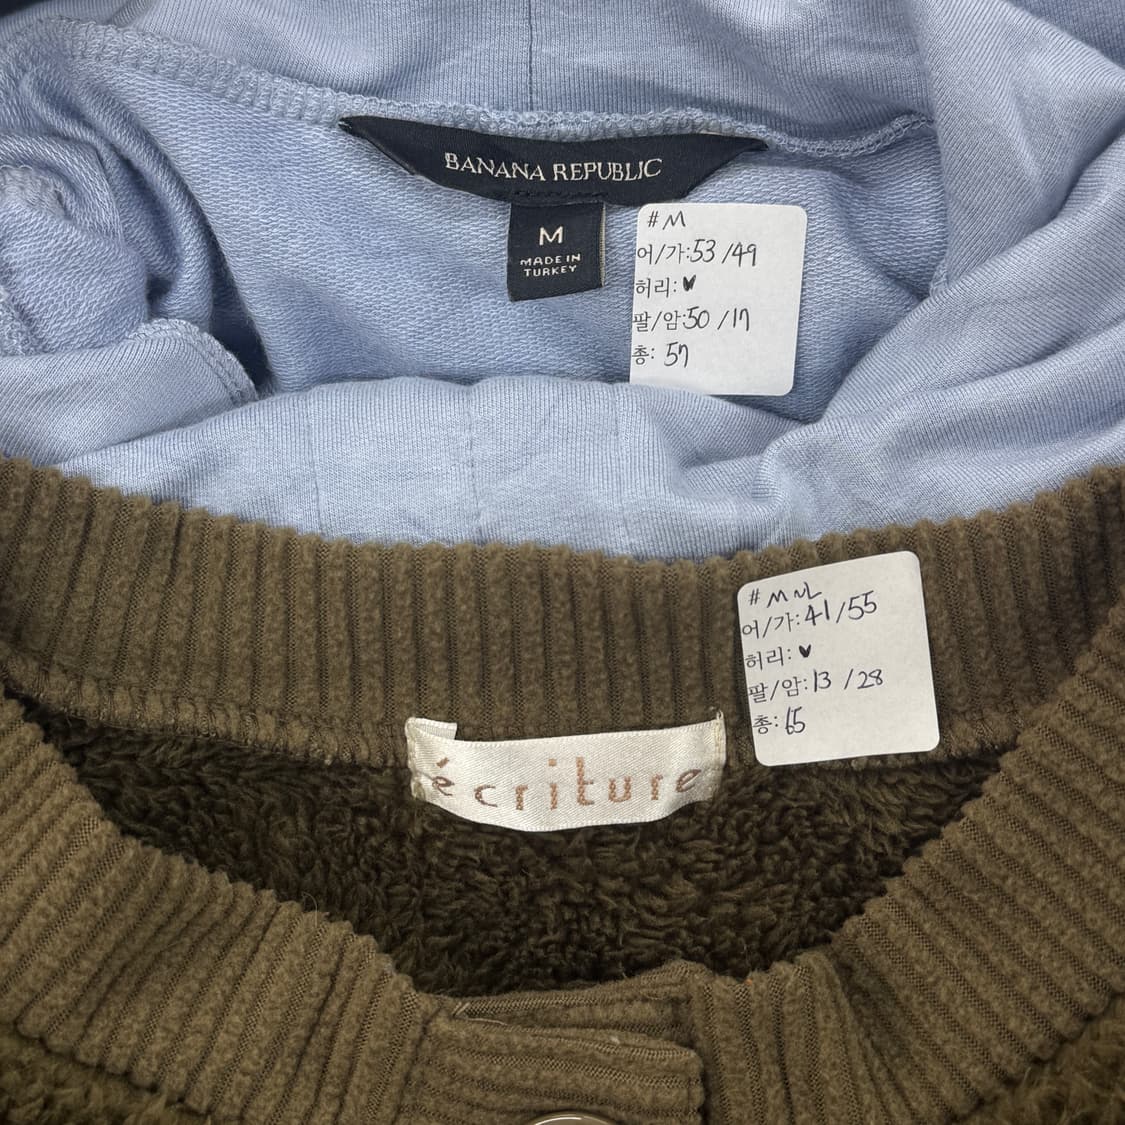 BANANA REPUBLIC
M
MADE IN
TURKEY
#M
어/가:53/49
허리:♥
팔/암:50/17
총: 57
#M~L
어/가:41/55
허리:♥
팔/암:13/28
총:65
écriture